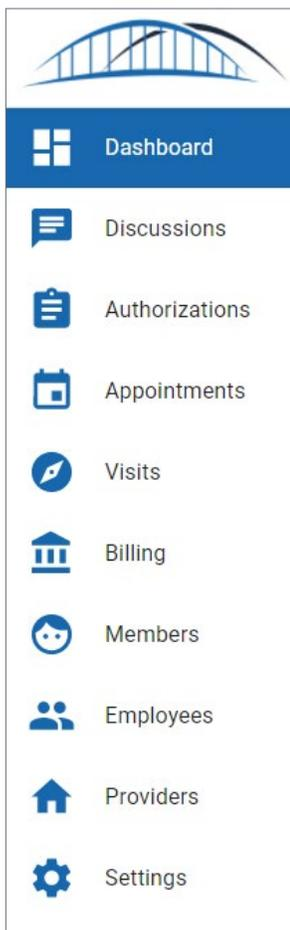 Dashboard
Discussions
Authorizations
Appointments
Visits
Billing
Members
Employees
Providers
Settings